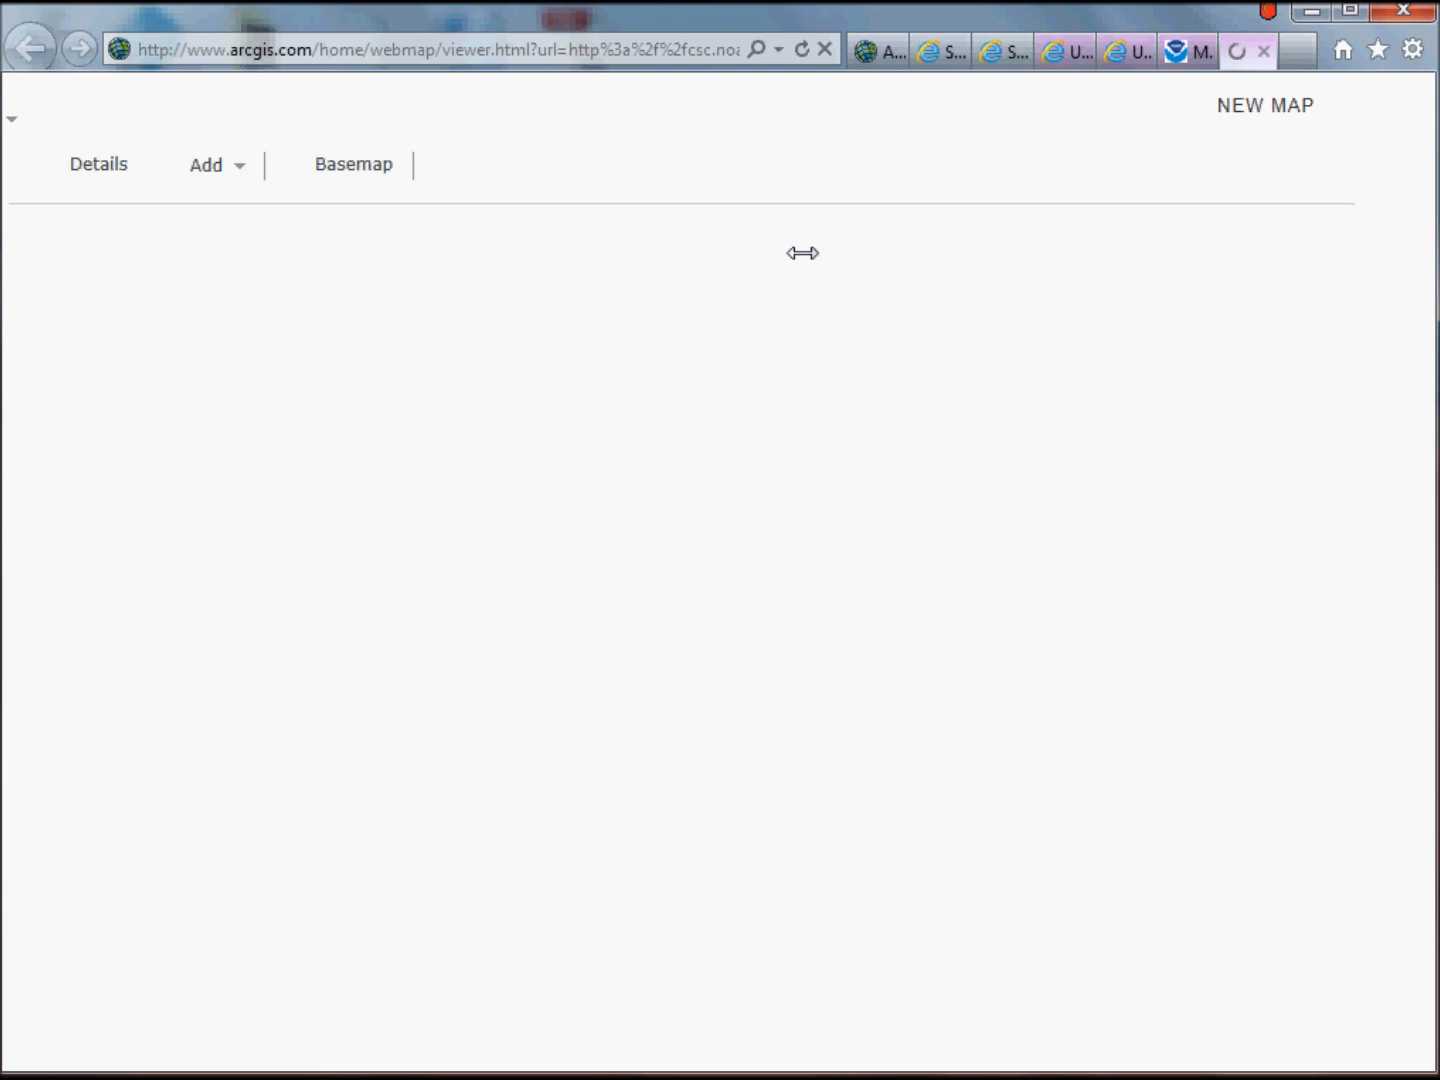 http://www.arcgis.com/home/webmap/viewer.html?url=http%3a%2f%2fcsc.noa
A...
S...
S...
U...
U..
M.
NEW MAP
Details
Add
Basemap